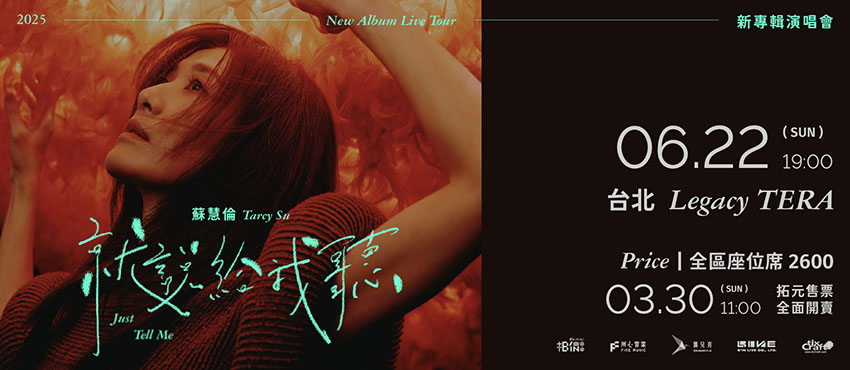 2025
New Album Live Tour
新專輯演唱會
06.22 (SUN) 19:00
台北 Legacy TERA
蘇慧倫 Tarcy Su
就說給我聽
Just
Tell Me
Price | 全區座位席 2600
03.30 (SUN) 11:00
拓元售票
全面開賣